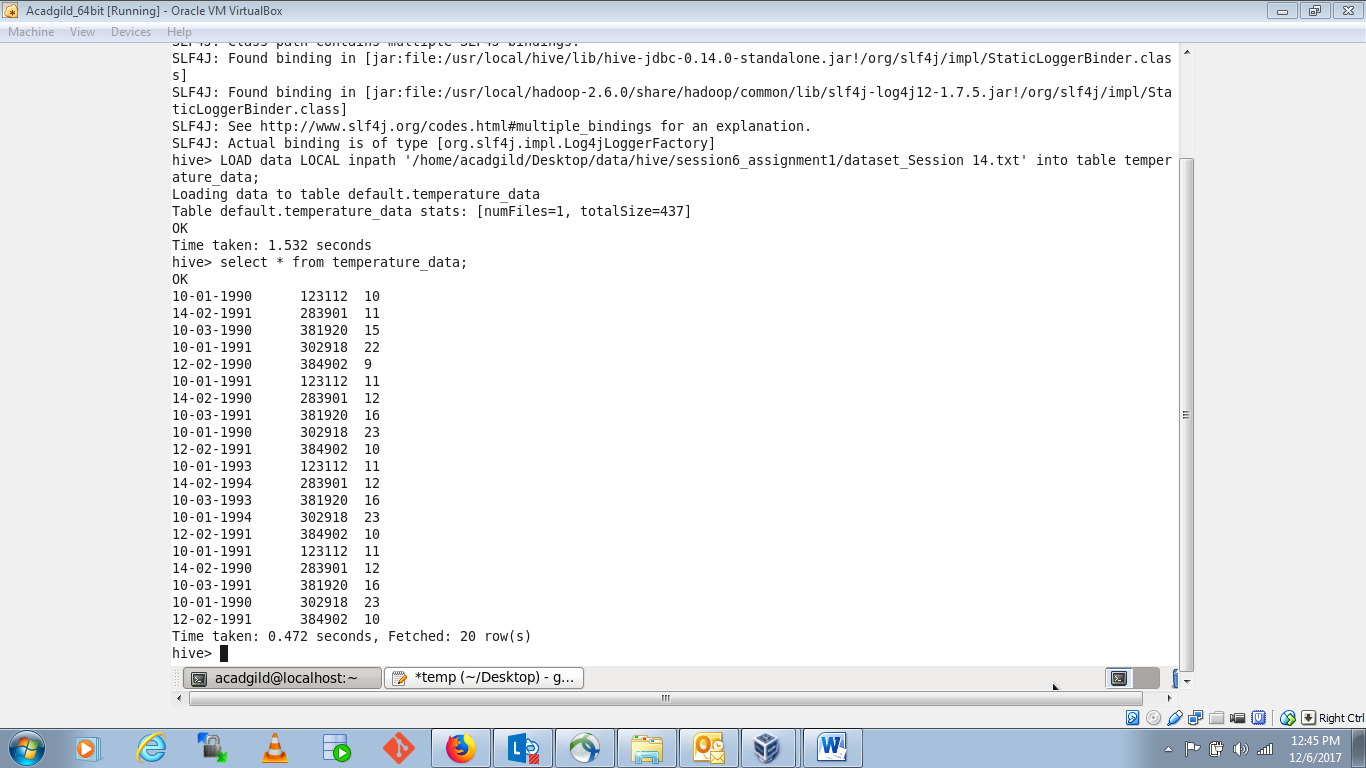 Acadgild_64bit [Running] - Oracle VM VirtualBox
Machine View Devices Help
SLF4J: Class path contains multiple SLF4J bindings.
SLF4J: Found binding in [jar:file:/usr/local/hive/lib/hive-jdbc-0.14.0-standalone.jar!/org/slf4j/impl/StaticLoggerBinder.clas
s]
SLF4J: Found binding in [jar:file:/usr/local/hadoop-2.6.0/share/hadoop/common/lib/slf4j-log4j12-1.7.5.jar!/org/slf4j/impl/Sta
ticLoggerBinder.class]
SLF4J: See http://www.slf4j.org/codes.html#multiple_bindings for an explanation.
SLF4J: Actual binding is of type [org.slf4j.impl.Log4jLoggerFactory]
hive> LOAD data LOCAL inpath '/home/acadgild/Desktop/data/hive/session6_assignment1/dataset_Session 14.txt' into table temper
ature_data;
Loading data to table default.temperature_data
Table default.temperature_data stats: [numFiles=1, totalSize=437]
OK
Time taken: 1.532 seconds
hive> select * from temperature_data;
OK
10-01-1990 123112 10
14-02-1991 283901 11
10-03-1990 381920 15
10-01-1991 302918 22
12-02-1990 384902 9
10-01-1991 123112 11
14-02-1990 283901 12
10-03-1991 381920 16
10-01-1990 302918 23
12-02-1991 384902 10
10-01-1993 123112 11
14-02-1994 283901 12
10-03-1993 381920 16
10-01-1994 302918 23
12-02-1991 384902 10
10-01-1991 123112 11
14-02-1990 283901 12
10-03-1991 381920 16
10-01-1990 302918 23
12-02-1991 384902 10
Time taken: 0.472 seconds, Fetched: 20 row(s)
hive>
acadgild@localhost:~ *temp (~/Desktop) - g...
Right Ctrl
12:45 PM
12/6/2017